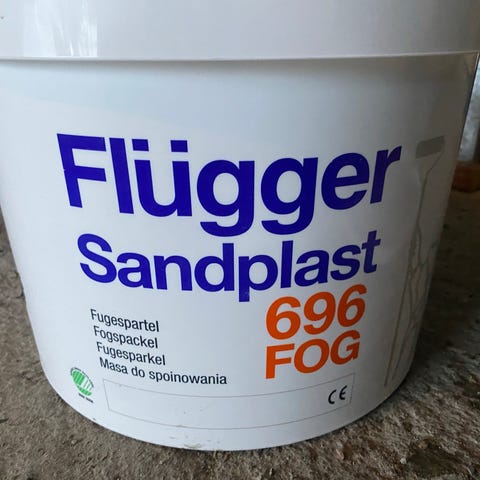 Flügger
Sandplast
696
FOG
Fugespartel
Fogspackel
Fugesparkel
Masa do spoinowania
CE